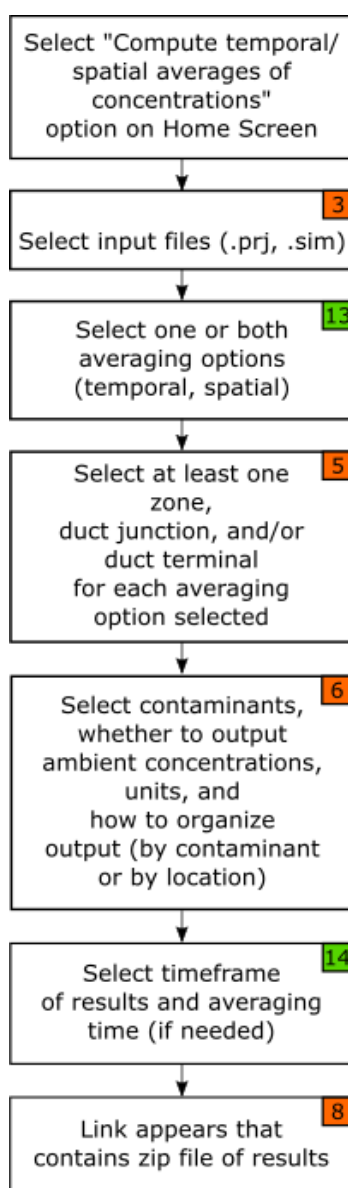 Select "Compute temporal/
spatial averages of
concentrations"
option on Home Screen
3
Select input files (.prj, .sim)
13
Select one or both
averaging options
(temporal, spatial)
5
Select at least one
zone,
duct junction, and/or
duct terminal
for each averaging
option selected
6
Select contaminants,
whether to output
ambient concentrations,
units, and
how to organize
output (by contaminant
or by location)
14
Select timeframe
of results and averaging
time (if needed)
8
Link appears that
contains zip file of results